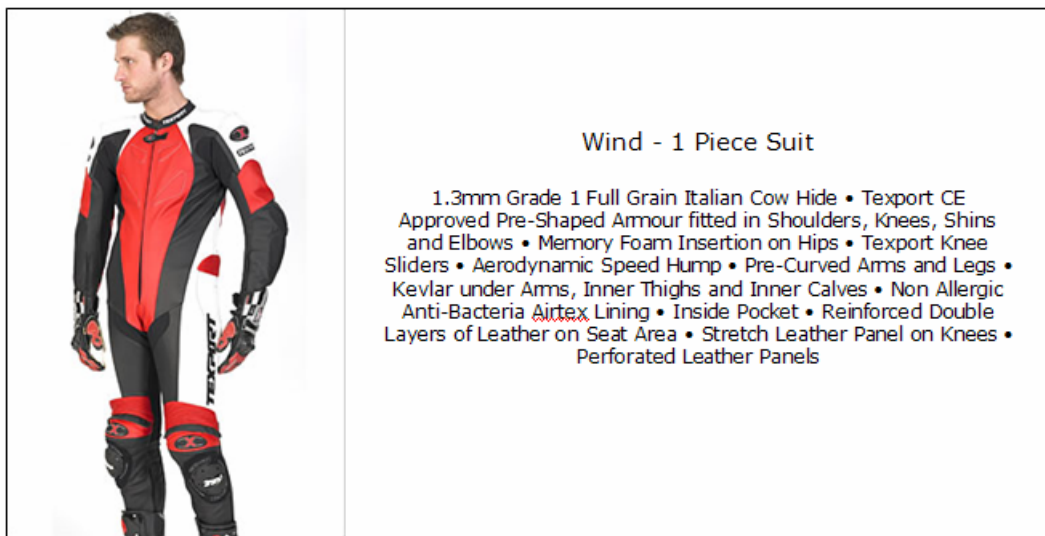 TEXPORT
TEXPORT
Wind - 1 Piece Suit
1.3mm Grade 1 Full Grain Italian Cow Hide • Texport CE
Approved Pre-Shaped Armour fitted in Shoulders, Knees, Shins
and Elbows • Memory Foam Insertion on Hips • Texport Knee
Sliders • Aerodynamic Speed Hump • Pre-Curved Arms and Legs •
Kevlar under Arms, Inner Thighs and Inner Calves • Non Allergic
Anti-Bacteria Airtex Lining • Inside Pocket • Reinforced Double
Layers of Leather on Seat Area • Stretch Leather Panel on Knees •
Perforated Leather Panels